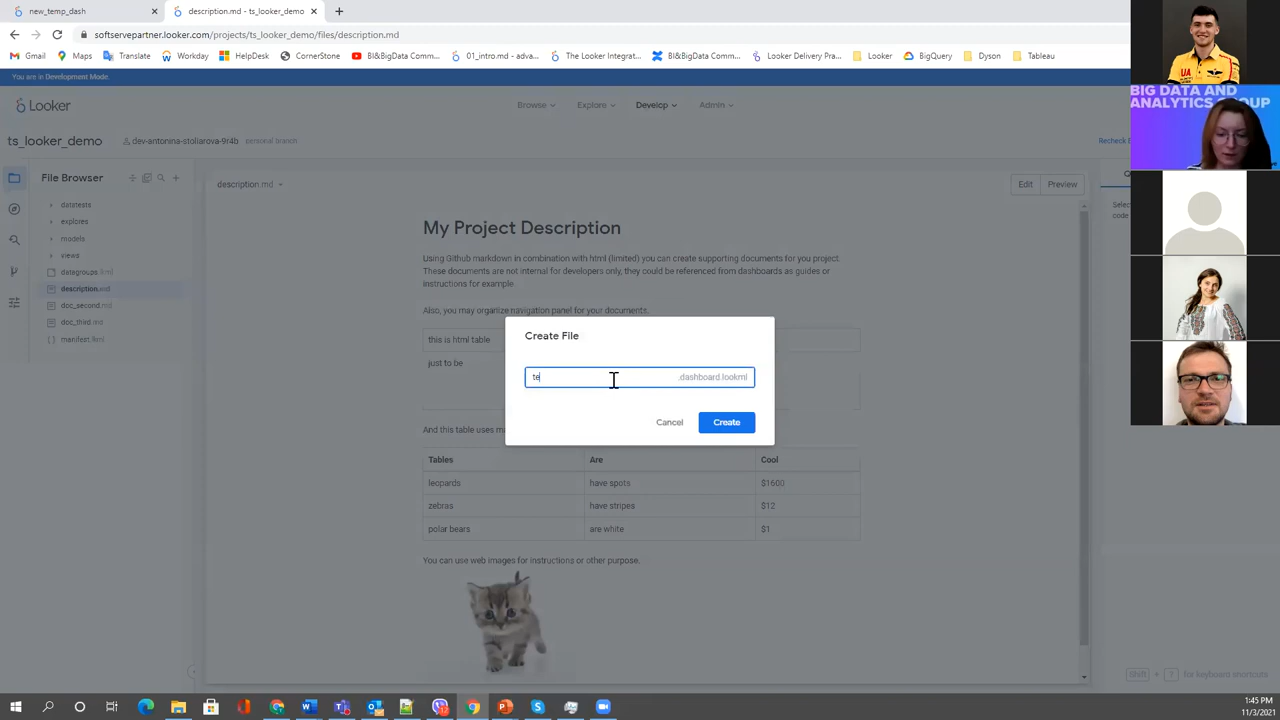 new_temp_dash
description.md - ts_looker_demo
softservepartner.looker.com/projects/ts_looker_demo/files/description.md
Gmail
Maps
Translate
Workday
HelpDesk
CornerStone
BI&BigData Comm...
01_intro.md - adva...
The Looker Integrat...
BI&BigData Comm...
Looker Delivery Pra...
Looker
BigQuery
Dyson
Tableau
You are in Development Mode.
Looker
Browse
Explore
Develop
Admin
ts_looker_demo
dev-antonina-stoliarova-9r4b
personal branch
Recheck E
File Browser
datatests
explores
models
views
datagroups.lkml
description.md
doc_second.md
doc_third.md
manifest.lkml
description.md
Edit
Preview
Selec
code
My Project Description
Using Github markdown in combination with html (limited) you can create supporting documents for you project.
These documents are not internal for developers only, they could be referenced from dashboards as guides or
instructions for example.
Also, you may organize navigation panel for your documents.
this is html table
just to be
Create File
te
.dashboard.lookml
Cancel
Create
And this table uses m
Tables Are Cool
leopards have spots $1600
zebras have stripes $12
polar bears are white $1
You can use web images for instructions or other purpose.
Shift + ? for keyboard shortcuts
BIG DATA AND
ANALYTICS GROUP
UA
1:45 PM
11/3/2021